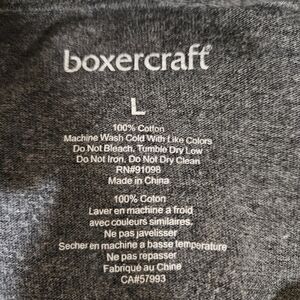 boxercraft
L
100% Cotton
Machine Wash Cold With Like Colors
Do Not Bleach. Tumble Dry Low
Do Not Iron. Do Not Dry Clean
RN#91098
Made in China
100% Coton
Laver en machine a froid
avec couleurs similaires.
Ne pas javelliser
Secher en machine a basse temperature
Ne pas repasser
Fabriqué au Chine
CA#57993